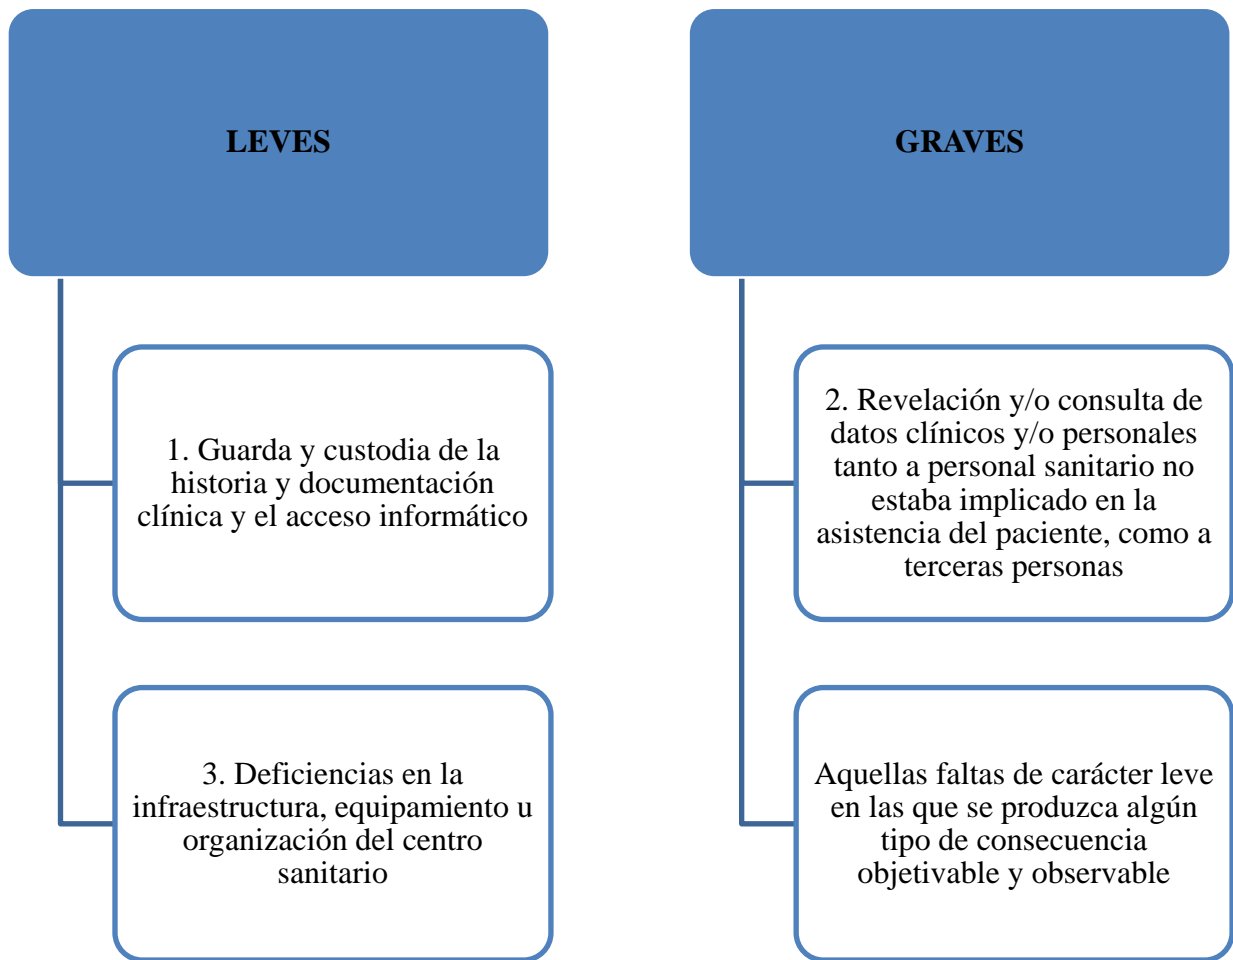 LEVES
1. Guarda y custodia de la
historia y documentación
clínica y el acceso informático
3. Deficiencias en la
infraestructura, equipamiento u
organización del centro
sanitario
GRAVES
2. Revelación y/o consulta de
datos clínicos y/o personales
tanto a personal sanitario no
estaba implicado en la
asistencia del paciente, como a
terceras personas
Aquellas faltas de carácter leve
en las que se produzca algún
tipo de consecuencia
objetivable y observable